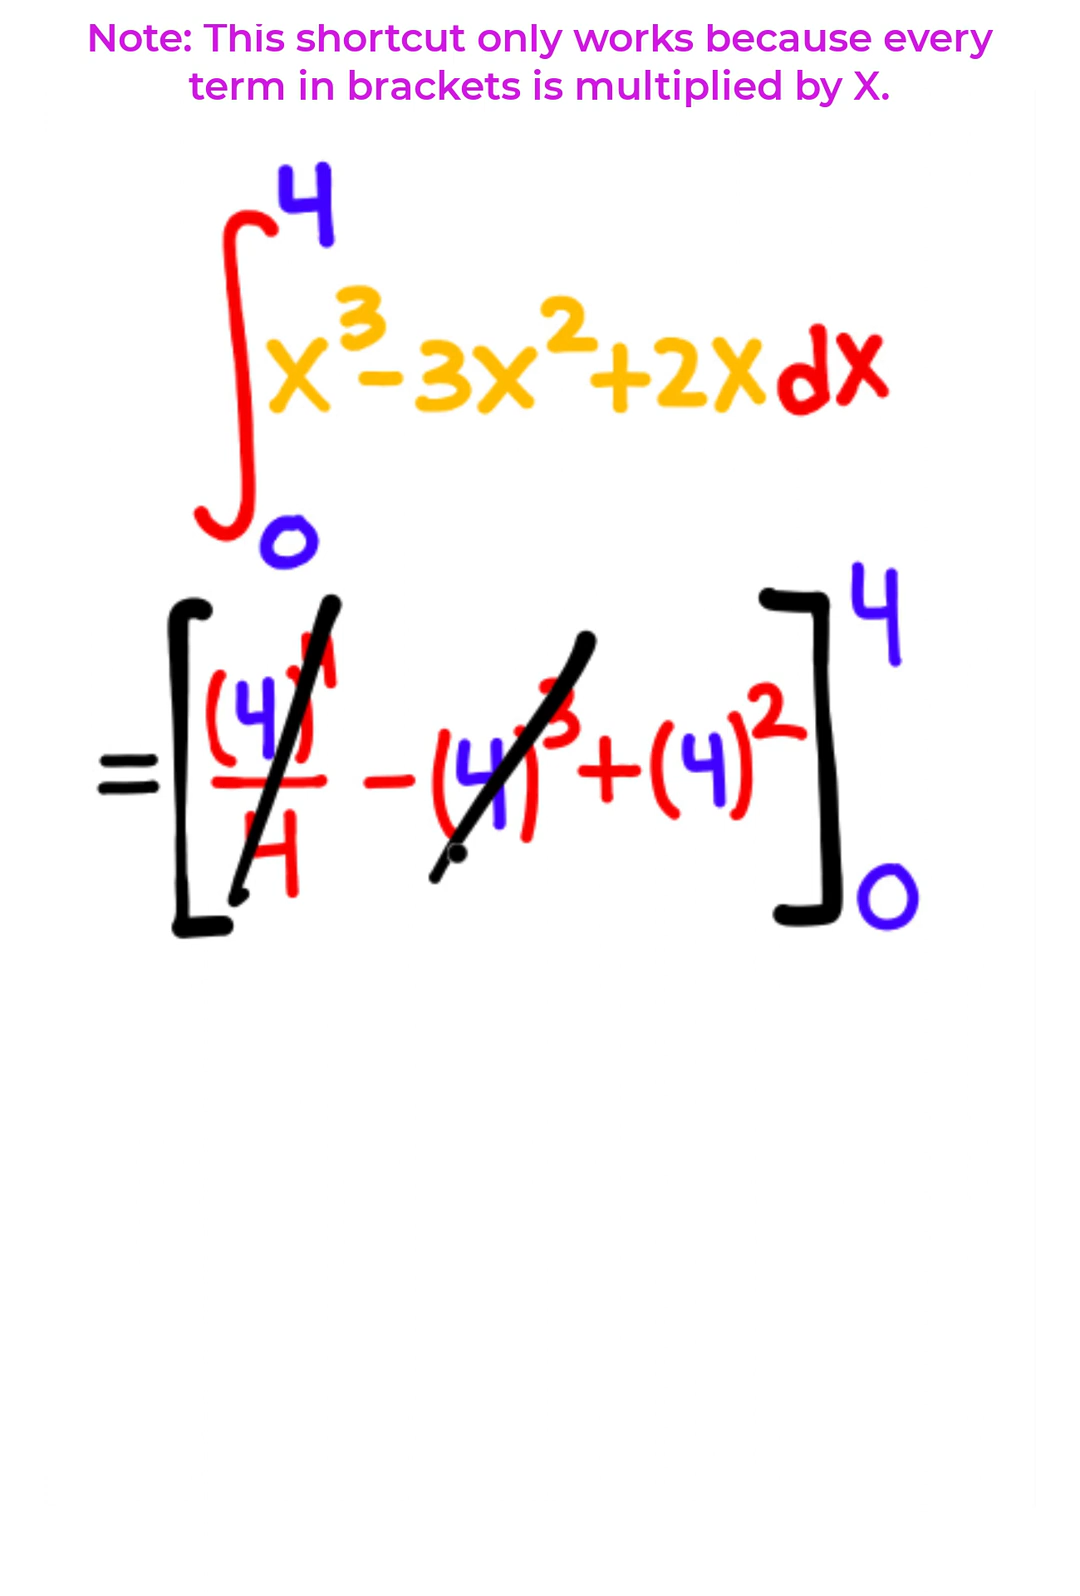 Note: This shortcut only works because every
term in brackets is multiplied by X.
∫₀⁴ x³-3x²+2x dx
= [(4)⁴/4 - (4)³ + (4)²]₀⁴